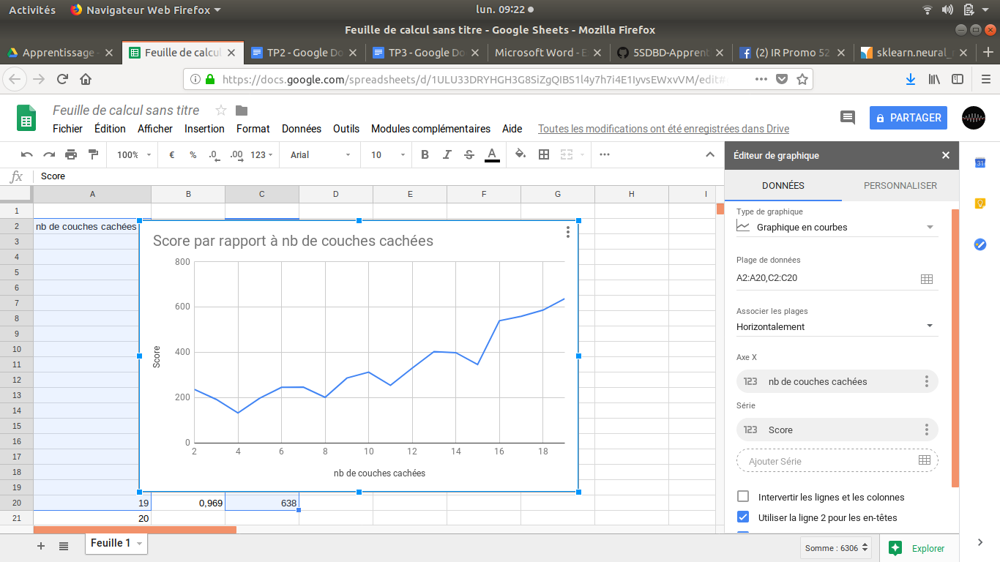 Activités Navigateur Web Firefox lun. 09:22
Feuille de calcul sans titre - Google Sheets - Mozilla Firefox
Apprentissage - Feuille de calcul TP2 - Google Do TP3 - Google Do Microsoft Word - E 5SDBD-Apprent (2) IR Promo 52 sklearn.neural_
https://docs.google.com/spreadsheets/d/1ULU33DRYHGH3G8SiZgQIBS1l4y7h7i4E1IyvsEWxvVM/edit#
Feuille de calcul sans titre
PARTAGER
Fichier Édition Afficher Insertion Format Données Outils Modules complémentaires Aide Toutes les modifications ont été enregistrées dans Drive
100% € % .0 .00 123 Arial 10 B I S A
fx Score
A B C D E F G H I
1
2 nb de couches cachées
3
4
5
6
7
8
9
10
11
12
13
14
15
16
17
18
19
20 19 0,969 638
21 20
Score par rapport à nb de couches cachées
800
600
400
200
0
Score
2 4 6 8 10 12 14 16 18
nb de couches cachées
Éditeur de graphique
DONNÉES PERSONNALISER
Type de graphique
Graphique en courbes
Plage de données
A2:A20,C2:C20
Associer les plages
Horizontalement
Axe X
123 nb de couches cachées
Série
123 Score
Ajouter Série
Intervertir les lignes et les colonnes
Utiliser la ligne 2 pour les en-têtes
31
Feuille 1
Somme : 6306
Explorer